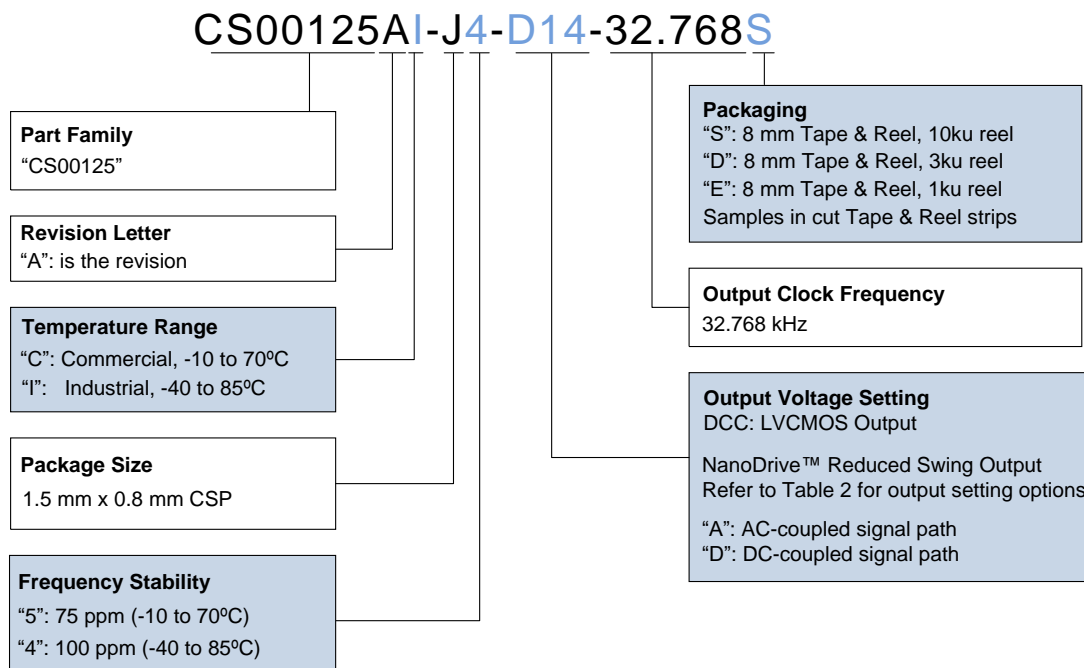 CS00125AI-J4-D14-32.768S
Part Family
“CS00125”
Revision Letter
“A”: is the revision
Temperature Range
“C”: Commercial, -10 to 70ºC
“I”: Industrial, -40 to 85ºC
Package Size
1.5 mm x 0.8 mm CSP
Frequency Stability
“5”: 75 ppm (-10 to 70ºC)
“4”: 100 ppm (-40 to 85ºC)
Packaging
“S”: 8 mm Tape & Reel, 10ku reel
“D”: 8 mm Tape & Reel, 3ku reel
“E”: 8 mm Tape & Reel, 1ku reel
Samples in cut Tape & Reel strips
Output Clock Frequency
32.768 kHz
Output Voltage Setting
DCC: LVCMOS Output
NanoDrive™ Reduced Swing Output
Refer to Table 2 for output setting options
“A”: AC-coupled signal path
“D”: DC-coupled signal path